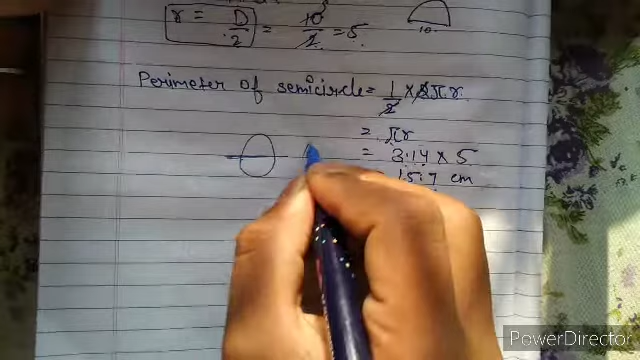 r = D/2 = 10/2 = 5
10
Perimeter of semicircle = 1/2 × 2πr
= πr
= 3.14 × 5
15.7 cm
PowerDirector